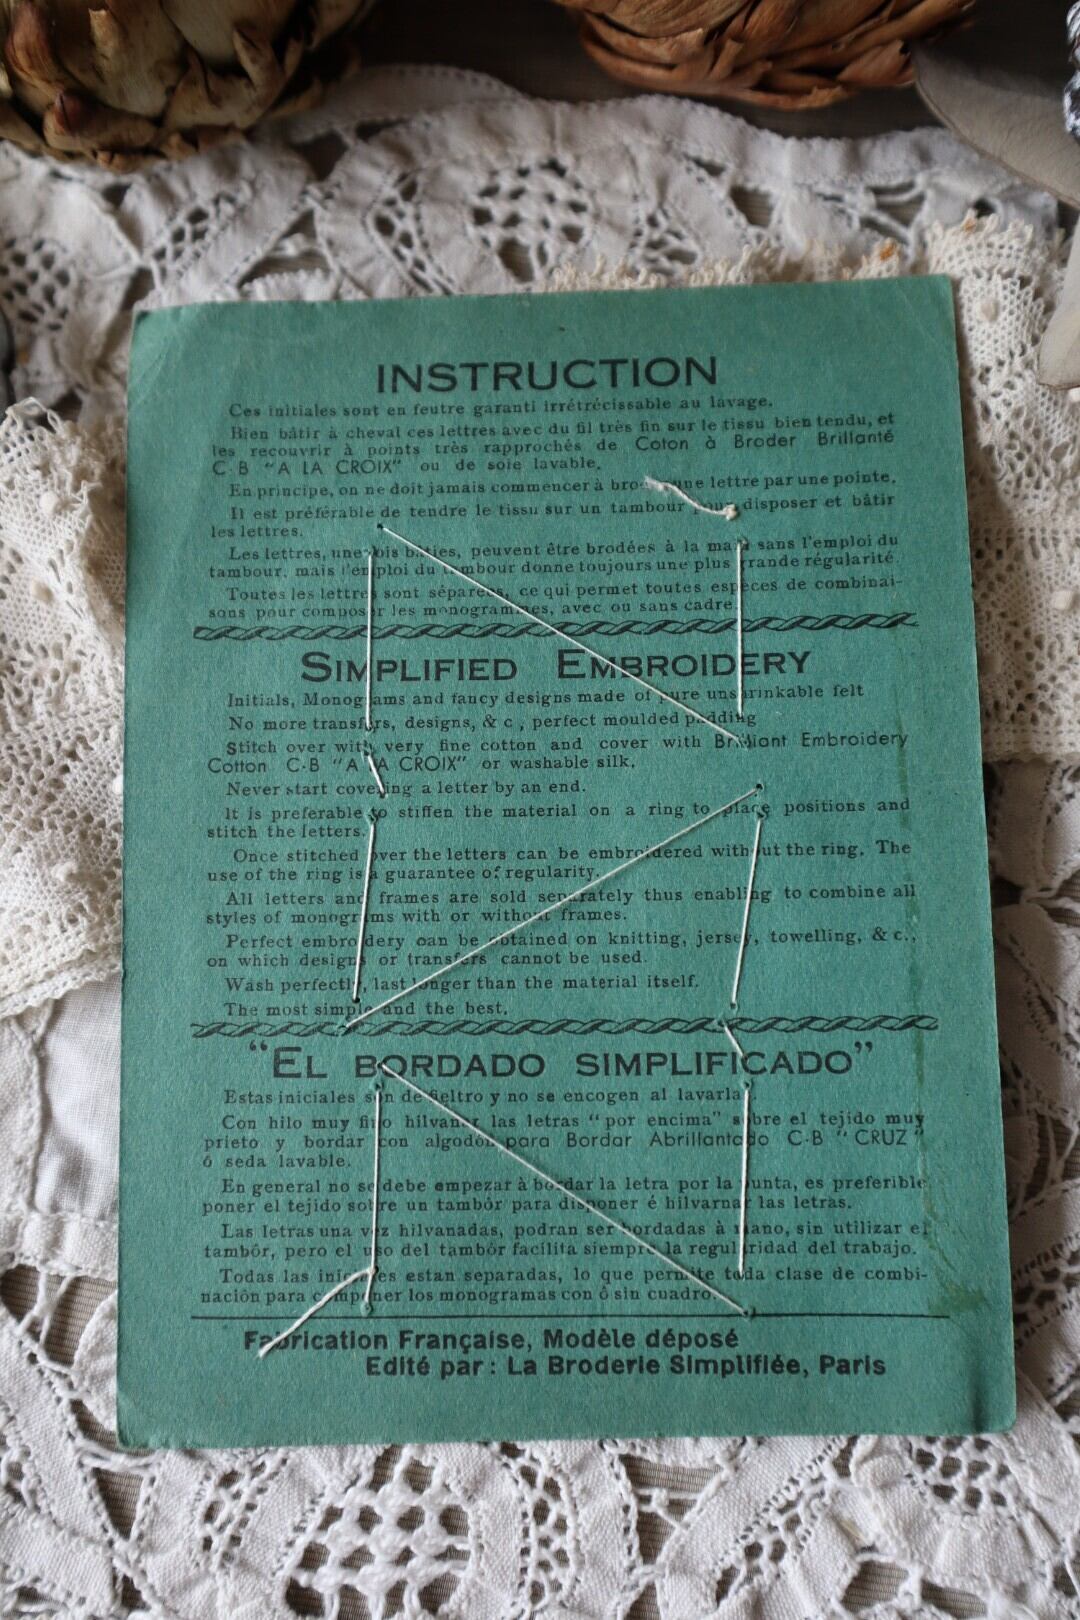 INSTRUCTION
Ces initiales sont en feutre garanti irrétrécissable au lavage.
Bien bâtir à cheval ces lettres avec du fil très fin sur le tissu bien tendu, et
les recouvrir à points très rapprochés de Coton à Broder Brillanté
C.B "A LA CROIX" ou de soie lavable.
En principe, on ne doit jamais commencer à broder une lettre par une pointe.
Il est préférable de tendre le tissu sur un tambour pour disposer et bâtir
les lettres.
Les lettres, une fois bâties, peuvent être brodées à la main sans l'emploi du
tambour, mais l'emploi du tambour donne toujours une plus grande régularité.
Toutes les lettres sont séparées, ce qui permet toutes espèces de combinai-
sons pour composer les monogrammes, avec ou sans cadre.
SIMPLIFIED EMBROIDERY
Initials, Monograms and fancy designs made of pure unshrinkable felt
No more transfers, designs, & c, perfect moulded padding
Stitch over with very fine cotton and cover with Brilliant Embroidery
Cotton C.B "A LA CROIX" or washable silk.
Never start covering a letter by an end.
It is preferable to stiffen the material on a ring to place positions and
stitch the letters.
Once stitched over the letters can be embroidered without the ring. The
use of the ring is a guarantee of regularity.
All letters and frames are sold separately thus enabling to combine all
styles of monograms with or without frames.
Perfect embroidery can be obtained on knitting, jersey, towelling, & c.,
on which designs or transfers cannot be used.
Wash perfectly, last longer than the material itself.
The most simple and the best.
"EL BORDADO SIMPLIFICADO"
Estas iniciales son de fieltro y no se encogen al lavarla.
Con hilo muy fino hilvanar las letras "por encima" sobre el tejido muy
prieto y bordar con algodón para Bordar Abrillantado C.B "CRUZ"
ó seda lavable.
En general no se debe empezar à bordar la letra por la punta, es preferible
poner el tejido sobre un tambór para disponer é hilvarnar las letras.
Las letras una vez hilvanadas, podran ser bordadas à mano, sin utilizar el
tambôr, pero el uso del tambôr facilita siempre la regularidad del trabajo.
Todas las iniciales estan separadas, lo que permite toda clase de combi-
naciôn para componer los monogramas con ô sin cuadro.
Fabrication Française, Modèle déposé
Edité par : La Broderie Simplifiée, Paris